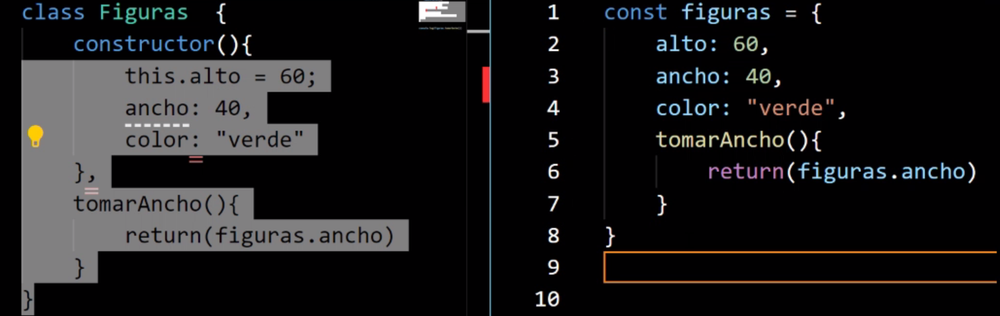 class Figuras  {
    constructor(){
        this.alto = 60;
        ancho: 40,
        color: "verde"
    },
    tomarAncho(){
        return(figuras.ancho)
    }
}
1 const figuras = {
2     alto: 60,
3     ancho: 40,
4     color: "verde",
5     tomarAncho(){
6         return(figuras.ancho)
7     }
8 }
9
10